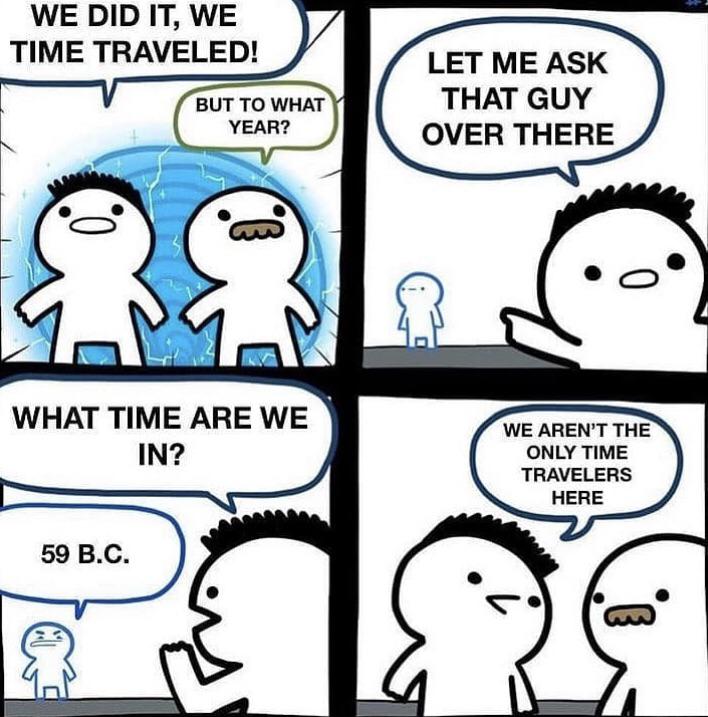 WE DID IT, WE
TIME TRAVELED!
BUT TO WHAT
YEAR?
LET ME ASK
THAT GUY
OVER THERE
WHAT TIME ARE WE
IN?
59 B.C.
WE AREN'T THE
ONLY TIME
TRAVELERS
HERE